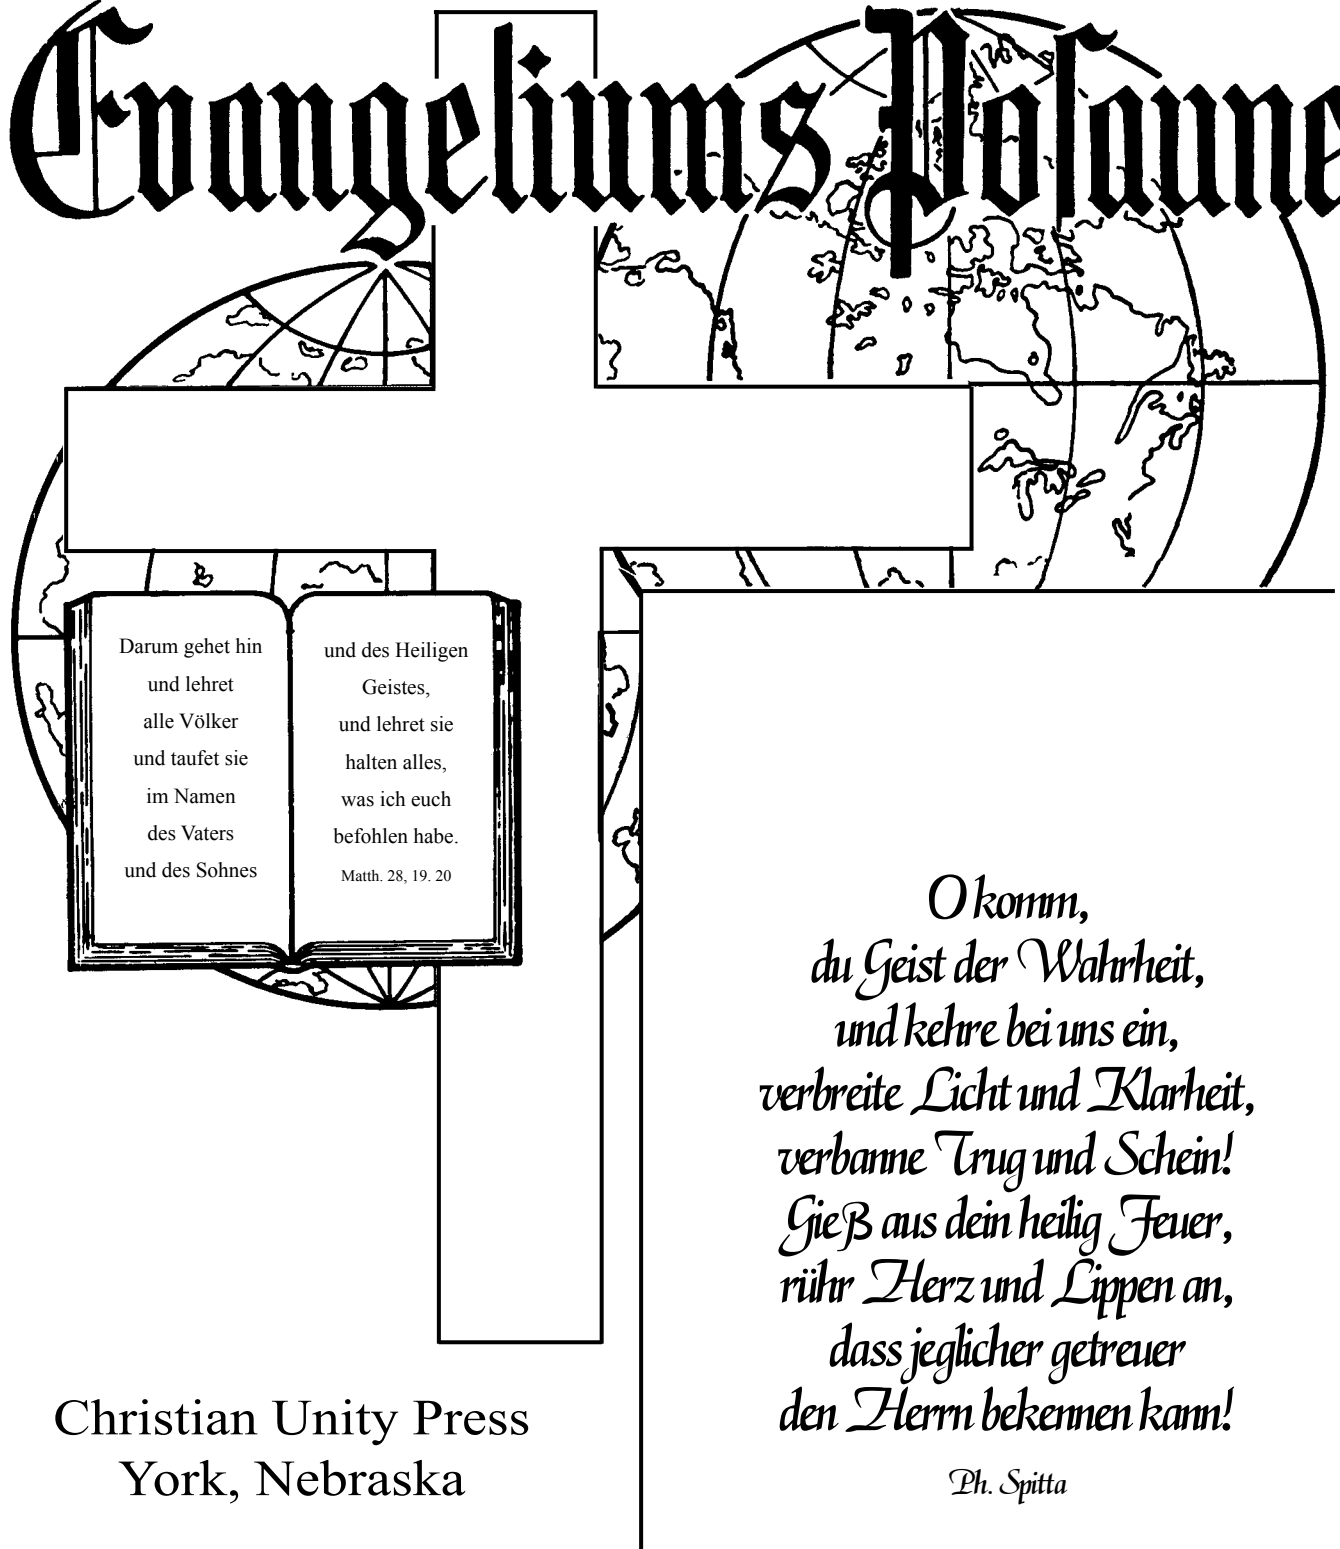 Evangeliums Poſaune
Darum gehet hin
und lehret
alle Völker
und taufet sie
im Namen
des Vaters
und des Sohnes
und des Heiligen
Geistes,
und lehret sie
halten alles,
was ich euch
befohlen habe.
Matth. 28, 19. 20
O komm,
du Geist der Wahrheit,
und kehre bei uns ein,
verbreite Licht und Klarheit,
verbanne Trug und Schein!
Gieß aus dein heilig Feuer,
rühr Herz und Lippen an,
dass jeglicher getreuer
den Herrn bekennen kann!
Ph. Spitta
Christian Unity Press
York, Nebraska